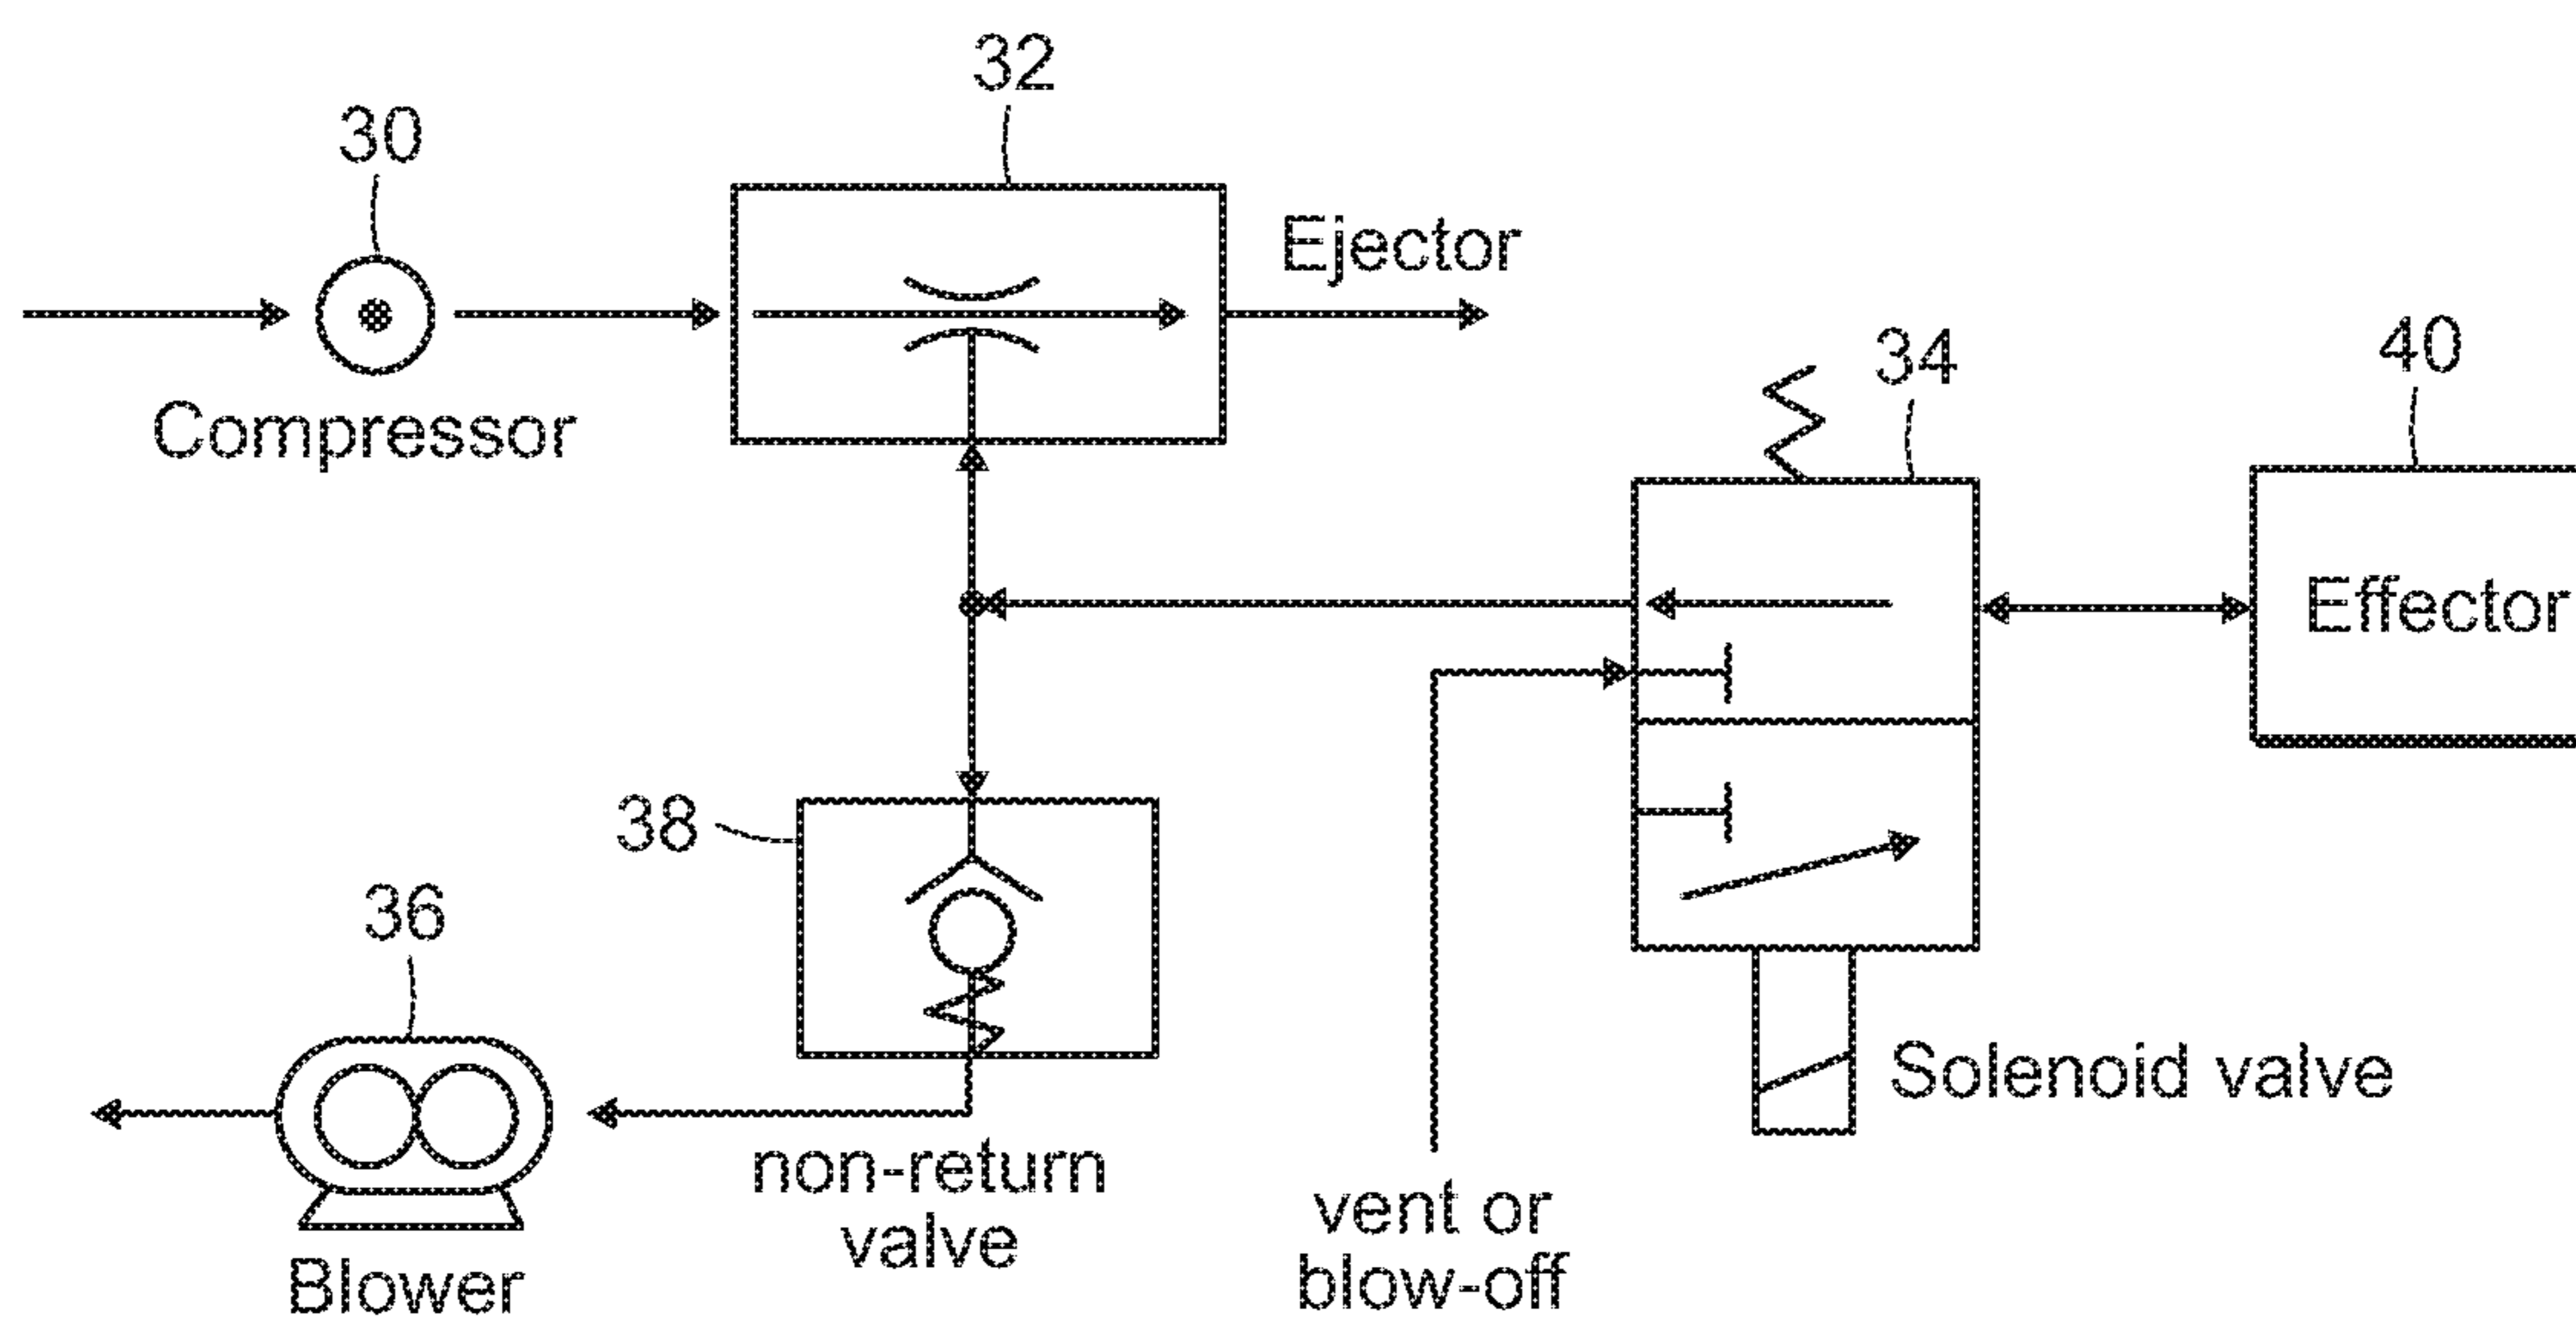 32
30
Ejector
34
40
Compressor
Effector
38
36
Solenoid valve
non-return
valve
vent or
blow-off
Blower